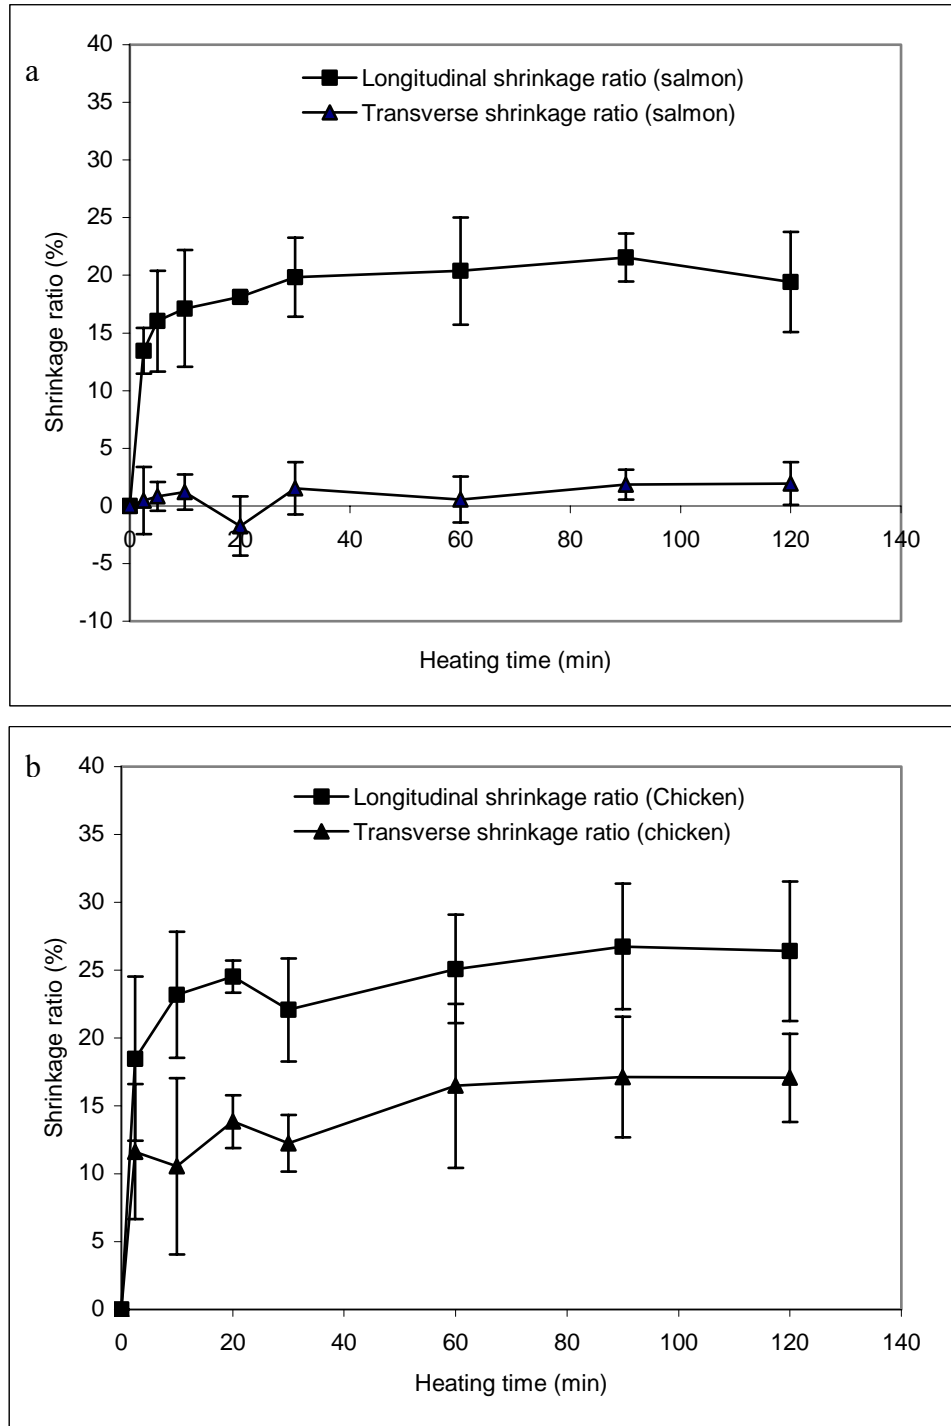 a
40
35
30
25
20
15
10
5
0
-5
-10
Shrinkage ratio (%)
Longitudinal shrinkage ratio (salmon)
Transverse shrinkage ratio (salmon)
0 20 40 60 80 100 120 140
Heating time (min)
b
40
35
30
25
20
15
10
5
0
Shrinkage ratio (%)
Longitudinal shrinkage ratio (Chicken)
Transverse shrinkage ratio (chicken)
0 20 40 60 80 100 120 140
Heating time (min)